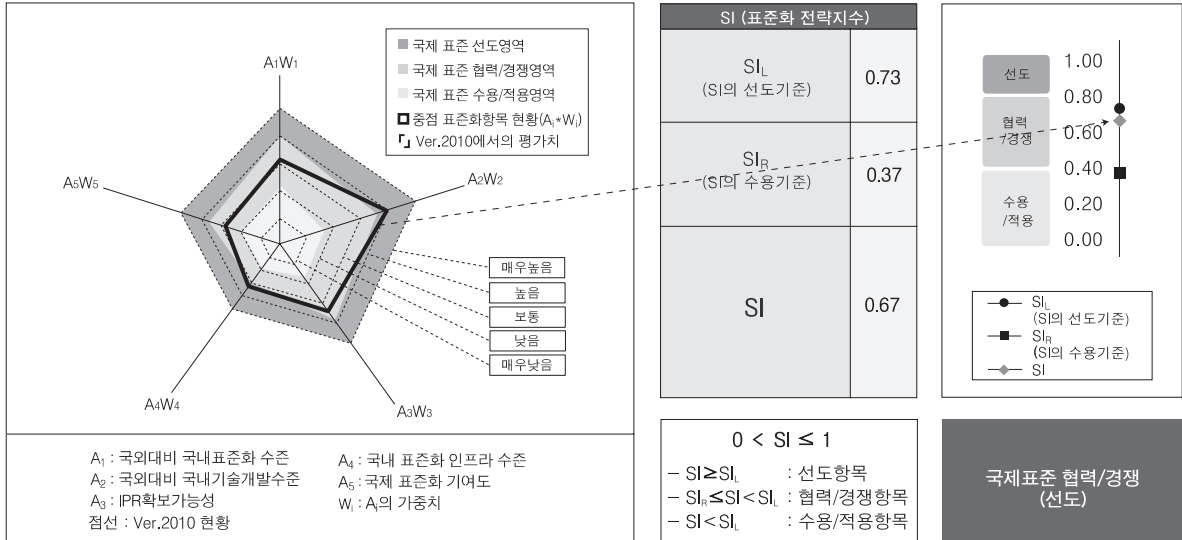 ■ 국제 표준 선도영역
■ 국제 표준 협력/경쟁영역
■ 국제 표준 수용/적용영역
중점 표준화항목 현황(Aᵢ*Wᵢ)
Ver.2010에서의 평가치
A₁W₁
A₂W₂
A₃W₃
A₄W₄
A₅W₅
매우높음
높음
보통
낮음
매우낮음
A₁ : 국외대비 국내표준화 수준
A₂ : 국외대비 국내기술개발수준
A₃ : IPR확보가능성
점선 : Ver.2010 현황
A₄ : 국내 표준화 인프라 수준
A₅ : 국제 표준화 기여도
Wᵢ : Aᵢ의 가중치
SI (표준화 전략지수)
SI_L
(SI의 선도기준)
0.73
SI_R
(SI의 수용기준)
0.37
SI
0.67
0 < SI ≤ 1
– SI≥SI_L : 선도항목
– SI_R≤SI<SI_L : 협력/경쟁항목
– SI<SI_L : 수용/적용항목
선도
협력
/경쟁
수용
/적용
1.00
0.80
0.60
0.40
0.20
0.00
SI_L
(SI의 선도기준)
SI_R
(SI의 수용기준)
SI
국제표준 협력/경쟁
(선도)